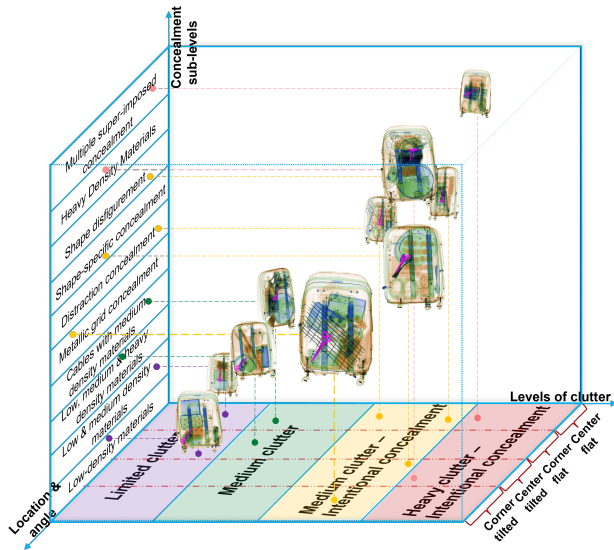 Concealment
sub-levels
Multiple super-imposed
concealment
Heavy Density Materials
Shape disfigurement
Shape-specific concealment
Distraction concealment
Metallic grid concealment
Cables with medium
density materials
Low, medium & heavy
density materials
Low & medium density
materials
Low-density materials
Location &
angle
Levels of clutter
Limited clutter
Medium clutter
Medium clutter –
Intentional concealment
Heavy clutter –
Intentional concealment
Corner
tilted
Center
tilted
Corner
flat
Center
flat